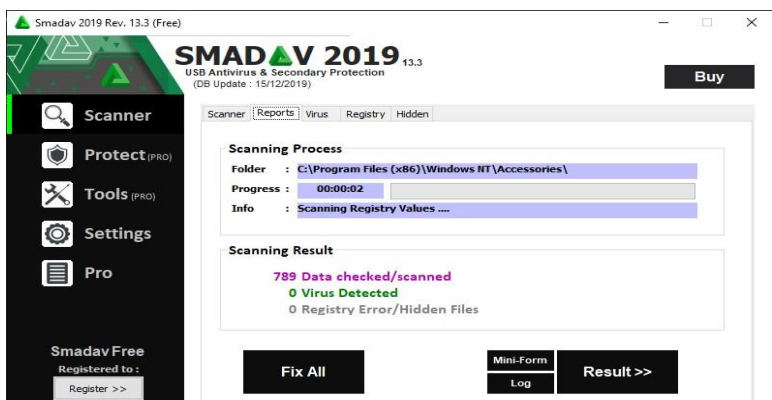 Smadav 2019 Rev. 13.3 (Free)
SMADAV 2019 13.3
USB Antivirus & Secondary Protection
(DB Update : 15/12/2019)
Buy
Scanner
Protect (PRO)
Tools (PRO)
Settings
Pro
Smadav Free
Registered to :
Register >>
Scanner Reports Virus Registry Hidden
Scanning Process
Folder : C:\Program Files (x86)\Windows NT\Accessories\
Progress : 00:00:02
Info : Scanning Registry Values ....
Scanning Result
789 Data checked/scanned
0 Virus Detected
0 Registry Error/Hidden Files
Fix All
Mini-Form
Log
Result >>